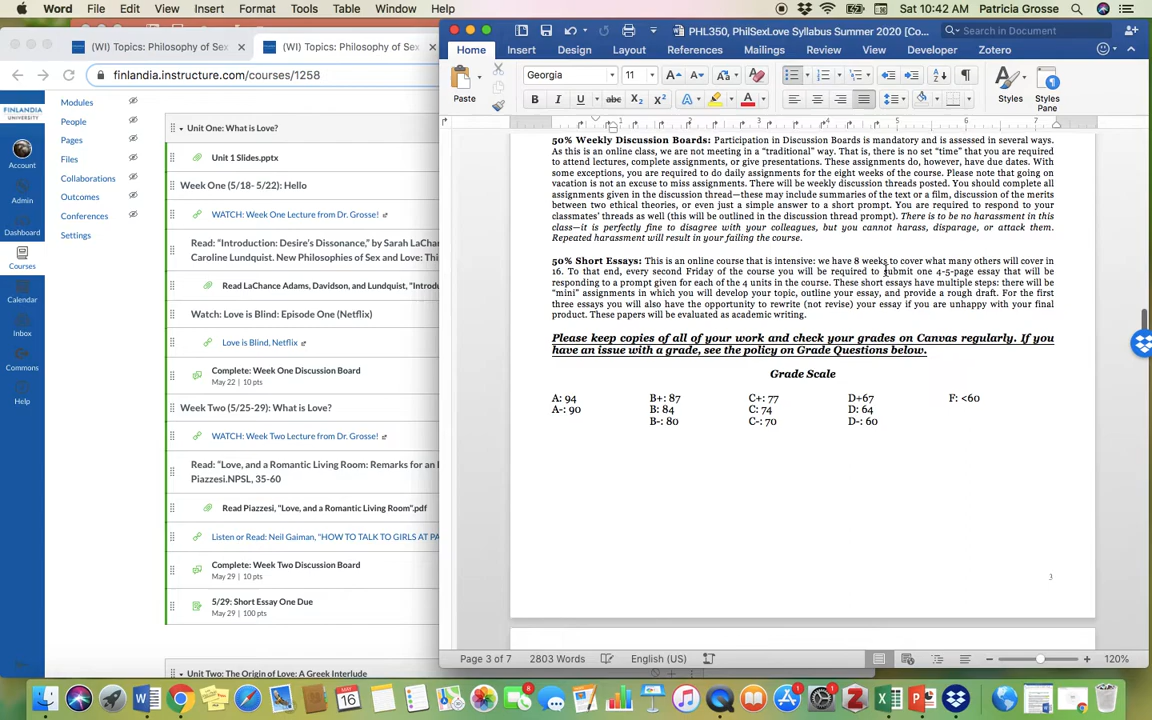 Word File Edit View Insert Format Tools Table Window Help Sat 10:42 AM Patricia Grosse
(WI) Topics: Philosophy of Sex (WI) Topics: Philosophy of Sex
finlandia.instructure.com/courses/1258
FINLANDIA
UNIVERSITY
Account
Admin
Dashboard
Courses
Calendar
Inbox
Commons
Help
Modules
People
Pages
Files
Collaborations
Outcomes
Conferences
Settings
Unit One: What is Love?
Unit 1 Slides.pptx
Week One (5/18- 5/22): Hello
WATCH: Week One Lecture from Dr. Grosse!
Read: "Introduction: Desire's Dissonance," by Sarah LaChan
Caroline Lundquist. New Philosophies of Sex and Love: Thi
Read LaChance Adams, Davidson, and Lundquist, "Introdu
Watch: Love is Blind: Episode One (Netflix)
Love is Blind, Netflix
Complete: Week One Discussion Board
May 22 | 10 pts
Week Two (5/25-29): What is Love?
WATCH: Week Two Lecture from Dr. Grosse!
Read: "Love, and a Romantic Living Room: Remarks for an I
Piazzesi.NPSL, 35-60
Read Piazzesi, "Love, and a Romantic Living Room".pdf
Listen or Read: Neil Gaiman, "HOW TO TALK TO GIRLS AT PA
Complete: Week Two Discussion Board
May 29 | 10 pts
5/29: Short Essay One Due
May 29 | 100 pts
Unit Two: The Origin of Love: A Greek Interlude
PHL350, PhilSexLove Syllabus Summer 2020 [Co... Search in Document
Home Insert Design Layout References Mailings Review View Developer Zotero
Paste Georgia 11 Styles Styles
Pane
1 2 3 4 5 6 7
50% Weekly Discussion Boards: Participation in Discussion Boards is mandatory and is assessed in several ways.
As this is an online class, we are not meeting in a "traditional" way. That is, there is no set "time" that you are required
to attend lectures, complete assignments, or give presentations. These assignments do, however, have due dates. With
some exceptions, you are required to do daily assignments for the eight weeks of the course. Please note that going on
vacation is not an excuse to miss assignments. There will be weekly discussion threads posted. You should complete all
assignments given in the discussion thread—these may include summaries of the text or a film, discussion of the merits
between two ethical theories, or even just a simple answer to a short prompt. You are required to respond to your
classmates' threads as well (this will be outlined in the discussion thread prompt). There is to be no harassment in this
class—it is perfectly fine to disagree with your colleagues, but you cannot harass, disparage, or attack them.
Repeated harassment will result in your failing the course.
50% Short Essays: This is an online course that is intensive: we have 8 weeks to cover what many others will cover in
16. To that end, every second Friday of the course you will be required to submit one 4-5-page essay that will be
responding to a prompt given for each of the 4 units in the course. These short essays have multiple steps: there will be
"mini" assignments in which you will develop your topic, outline your essay, and provide a rough draft. For the first
three essays you will also have the opportunity to rewrite (not revise) your essay if you are unhappy with your final
product. These papers will be evaluated as academic writing.
Please keep copies of all of your work and check your grades on Canvas regularly. If you
have an issue with a grade, see the policy on Grade Questions below.
Grade Scale
A: 94 B+: 87 C+: 77 D+67 F: <60
A-: 90 B: 84 C: 74 D: 64
B-: 80 C-: 70 D-: 60
3
Page 3 of 7 2803 Words English (US) 120%